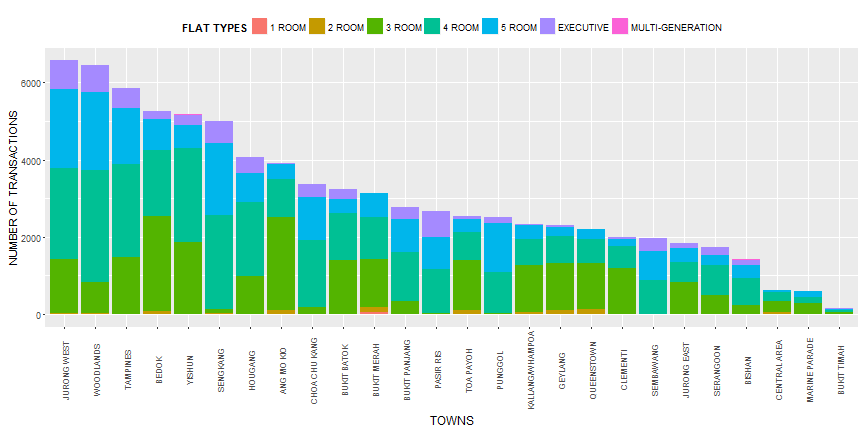 FLAT TYPES 1 ROOM 2 ROOM 3 ROOM 4 ROOM 5 ROOM EXECUTIVE MULTI-GENERATION
NUMBER OF TRANSACTIONS
6000
4000
2000
0
JURONG WEST
WOODLANDS
TAMPINES
BEDOK
YISHUN
SENGKANG
HOUGANG
ANG MO KIO
CHOA CHU KANG
BUKIT BATOK
BUKIT MERAH
BUKIT PANJANG
PASIR RIS
TOA PAYOH
PUNGGOL
KALLANG/WHAMPOA
GEYLANG
QUEENSTOWN
CLEMENTI
SEMBAWANG
JURONG EAST
SERANGOON
BISHAN
CENTRAL AREA
MARINE PARADE
BUKIT TIMAH
TOWNS